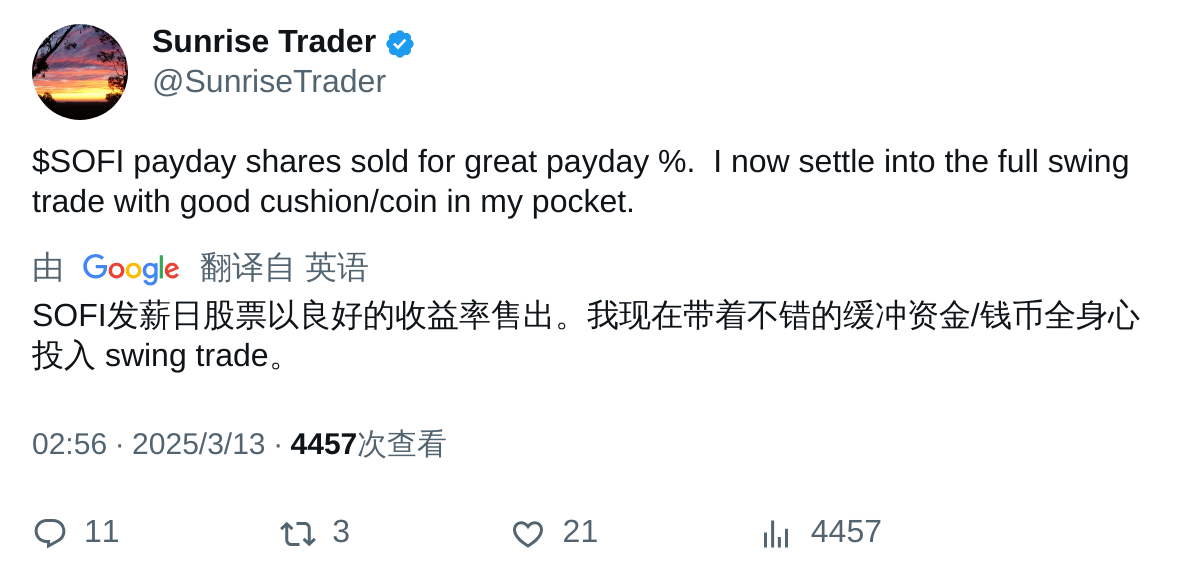 Sunrise Trader
@SunriseTrader
$SOFI payday shares sold for great payday %.  I now settle into the full swing
trade with good cushion/coin in my pocket.
由 Google 翻译自 英语
SOFI发薪日股票以良好的收益率售出。我现在带着不错的缓冲资金/钱币全身心
投入 swing trade。
02:56 · 2025/3/13 · 4457次查看
11 3 21 4457